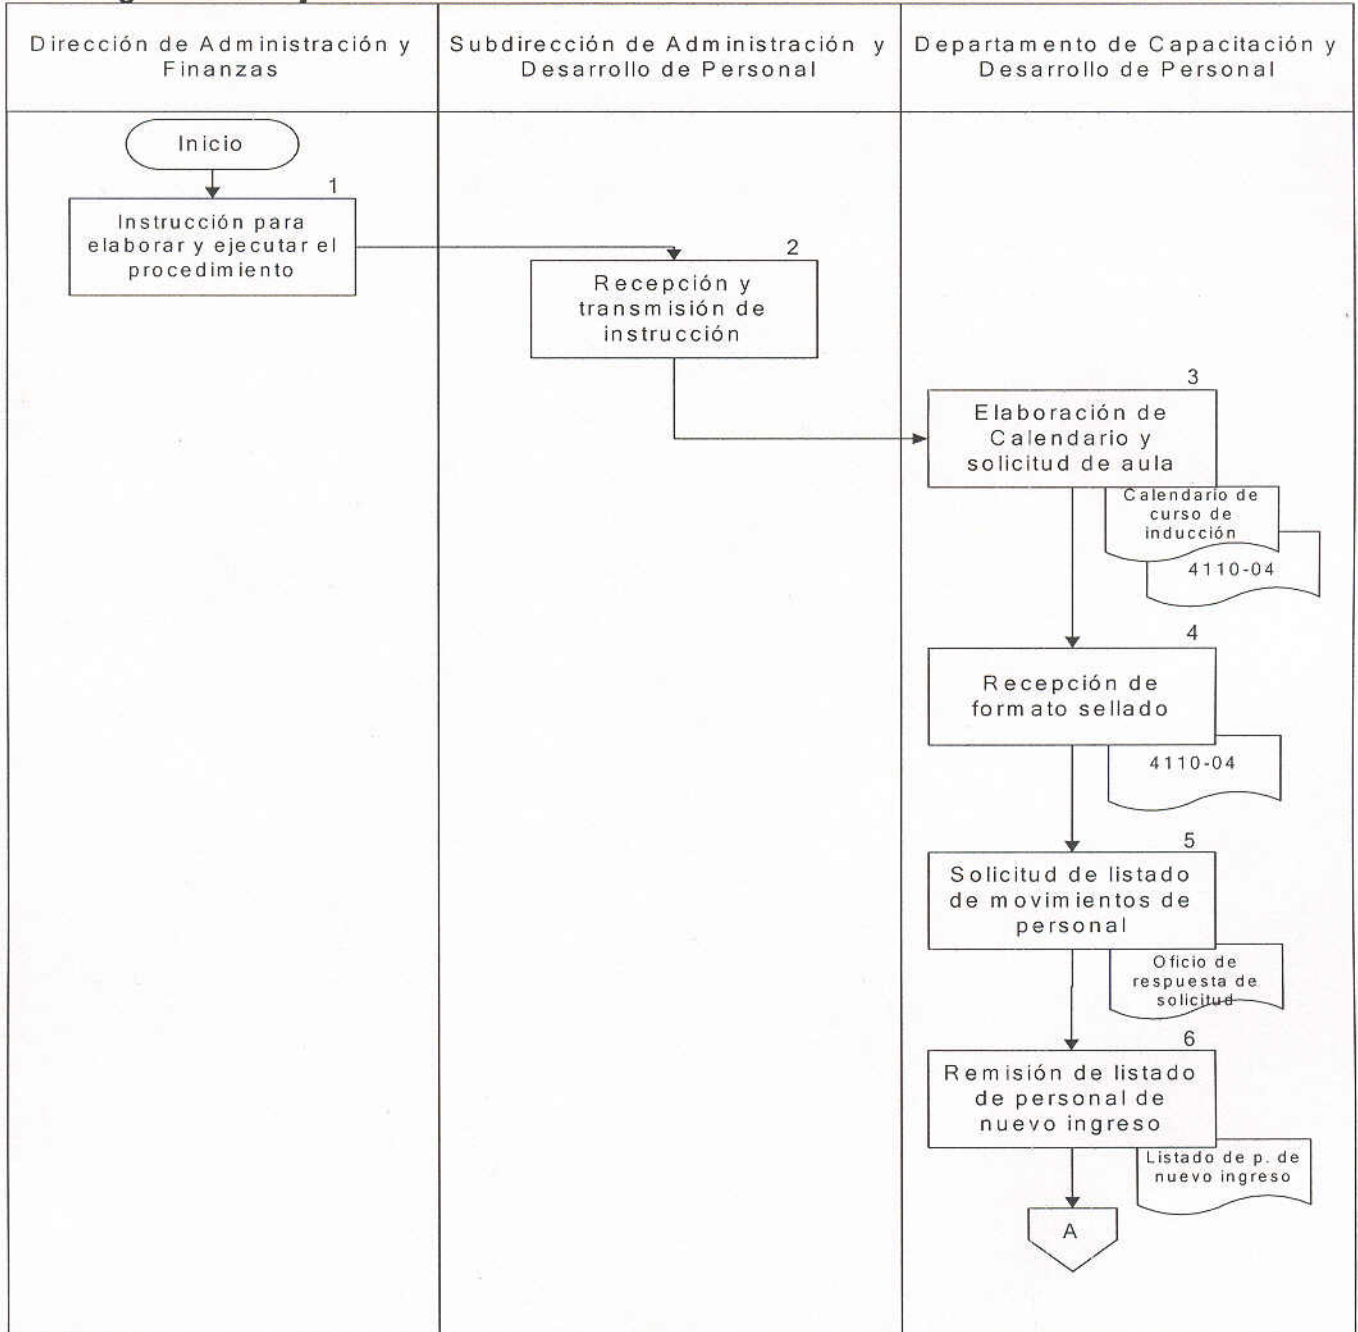 Dirección de Administración y
Finanzas
Subdirección de Administración y
Desarrollo de Personal
Departamento de Capacitación y
Desarrollo de Personal
Inicio
1
Instrucción para
elaborar y ejecutar el
procedimiento
2
Recepción y
transmisión de
instrucción
3
Elaboración de
Calendario y
solicitud de aula
Calendario de
curso de
inducción
4110-04
4
Recepción de
formato sellado
4110-04
5
Solicitud de listado
de movimientos de
personal
Oficio de
respuesta de
solicitud
6
Remisión de listado
de personal de
nuevo ingreso
Listado de p. de
nuevo ingreso
A